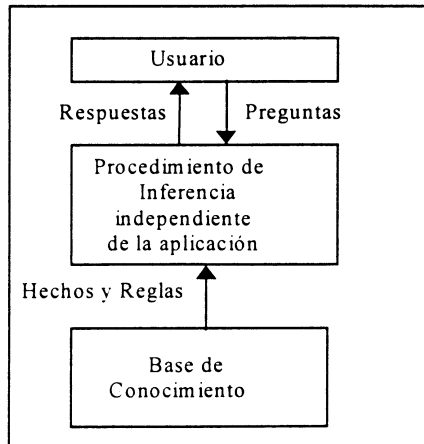 Usuario
Respuestas
Preguntas
Procedimiento de
Inferencia
independiente
de la aplicación
Hechos y Reglas
Base de
Conocimiento